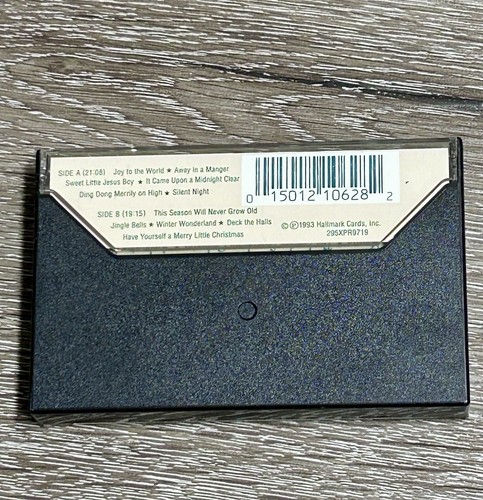 SIDE A (21:08) Joy to the World ★ Away in a Manger
Sweet Little Jesus Boy ★ It Came Upon a Midnight Clear
Ding Dong Merrily on High ★ Silent Night
SIDE B (19:15) This Season Will Never Grow Old
Jingle Bells ★ Winter Wonderland ★ Deck the Halls
Have Yourself a Merry Little Christmas
0 15012 10628 2
© ℗ 1993 Hallmark Cards, Inc.
295XPR9719